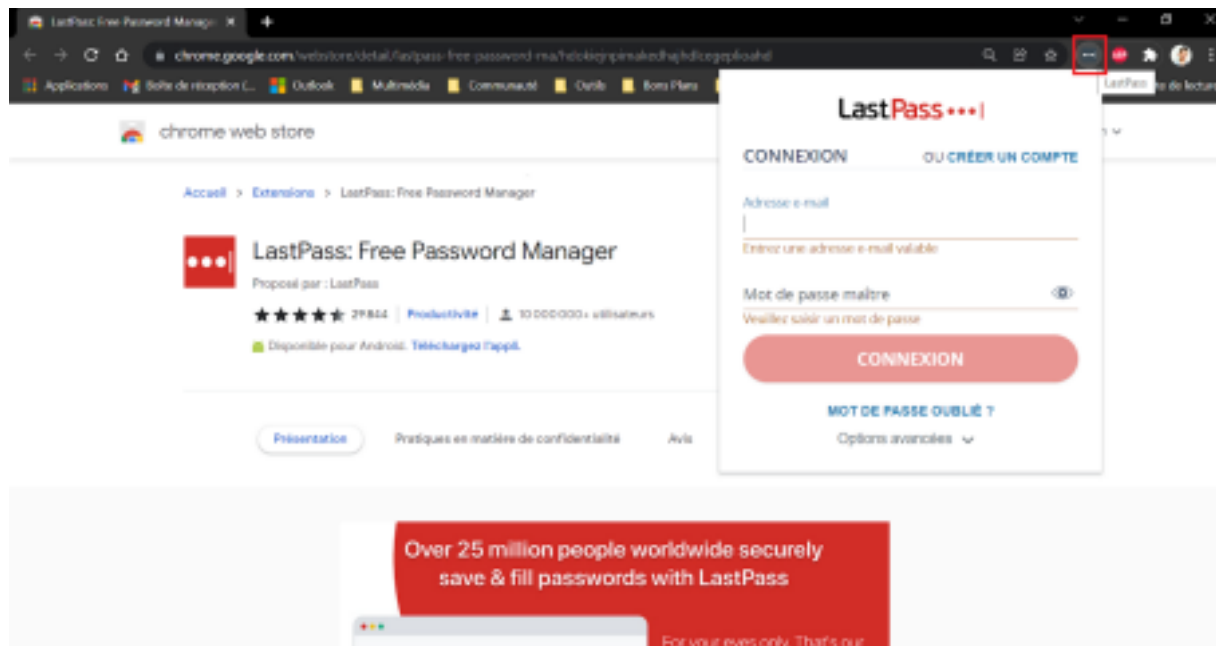 LastPass: Free Password Manage
chrome.google.com/webstore/detail/lastpass-free-password-ma/hdokiejnpimakedhajhdlcegeplioahd
Applications
Boîte de réception (...
Outlook
Multimédia
Communauté
Outils
Bons Plans
LastPass
de lecture
chrome web store
LastPass
CONNEXION
OU CRÉER UN COMPTE
Adresse e-mail
Entrez une adresse e-mail valable
Mot de passe maître
Veuillez saisir un mot de passe
CONNEXION
MOT DE PASSE OUBLIÉ ?
Options avancées
Accueil > Extensions > LastPass: Free Password Manager
LastPass: Free Password Manager
Proposé par : LastPass
29844 | Productivité | 10 000 000+ utilisateurs
Disponible pour Android. Téléchargez l'appli.
Présentation
Pratiques en matière de confidentialité
Avis
Over 25 million people worldwide securely
save & fill passwords with LastPass
For your eyes only. That's our